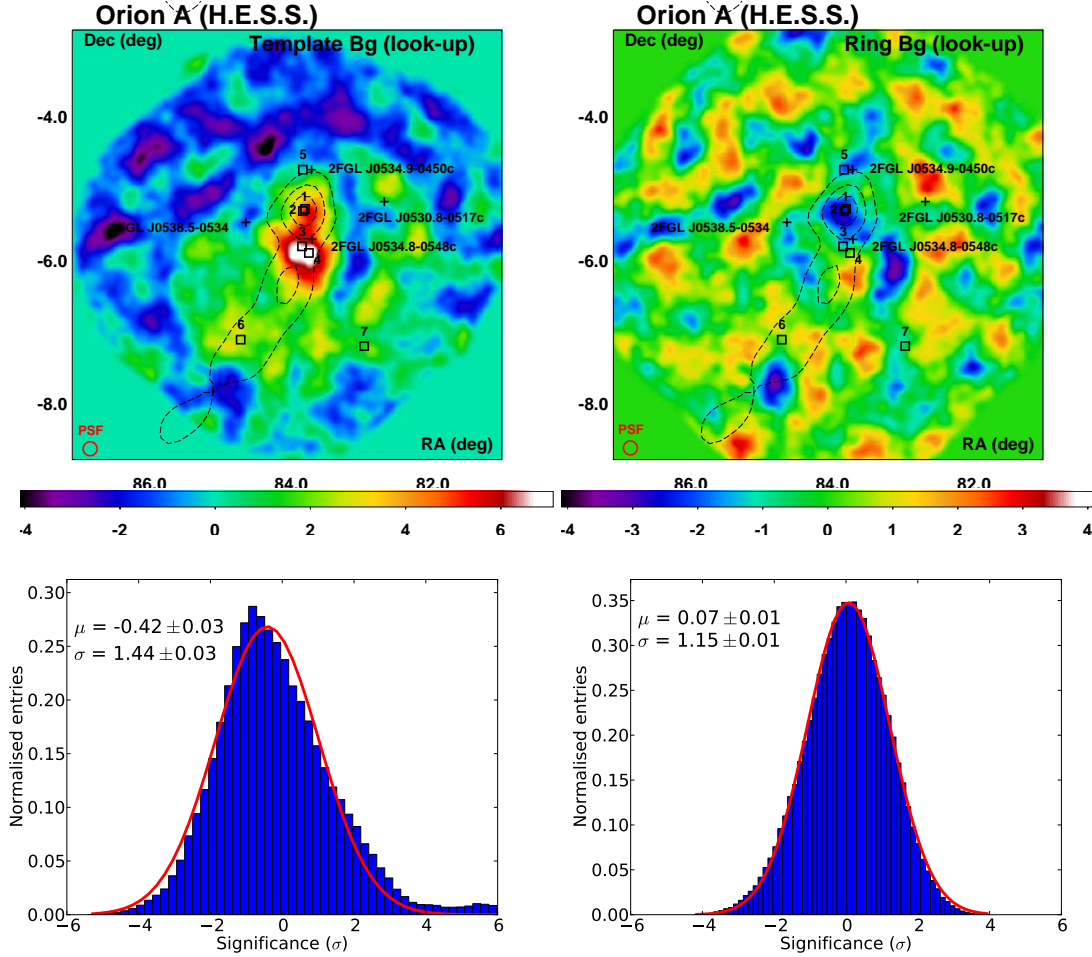 Orion A (H.E.S.S.)
Dec (deg)
Template Bg (look-up)
-4.0
-6.0
-8.0
5
2FGL J0534.9-0450c
1
2
2FGL J0530.8-0517c
FGL J0538.5-0534
3
2FGL J0534.8-0548c
4
6
7
PSF
RA (deg)
86.0
84.0
82.0
-4
-2
0
2
4
6
Orion A (H.E.S.S.)
Dec (deg)
Ring Bg (look-up)
-4.0
-6.0
-8.0
5
2FGL J0534.9-0450c
1
2
2FGL J0530.8-0517c
2FGL J0538.5-0534
3
2FGL J0534.8-0548c
4
6
7
PSF
RA (deg)
86.0
84.0
82.0
-4
-3
-2
-1
0
1
2
3
4
μ = -0.42 ±0.03
σ = 1.44 ±0.03
Normalised entries
0.30
0.25
0.20
0.15
0.10
0.05
0.00
−6
−4
−2
0
2
4
6
Significance (σ)
μ = 0.07 ±0.01
σ = 1.15 ±0.01
Normalised entries
0.35
0.30
0.25
0.20
0.15
0.10
0.05
0.00
−6
−4
−2
0
2
4
6
Significance (σ)